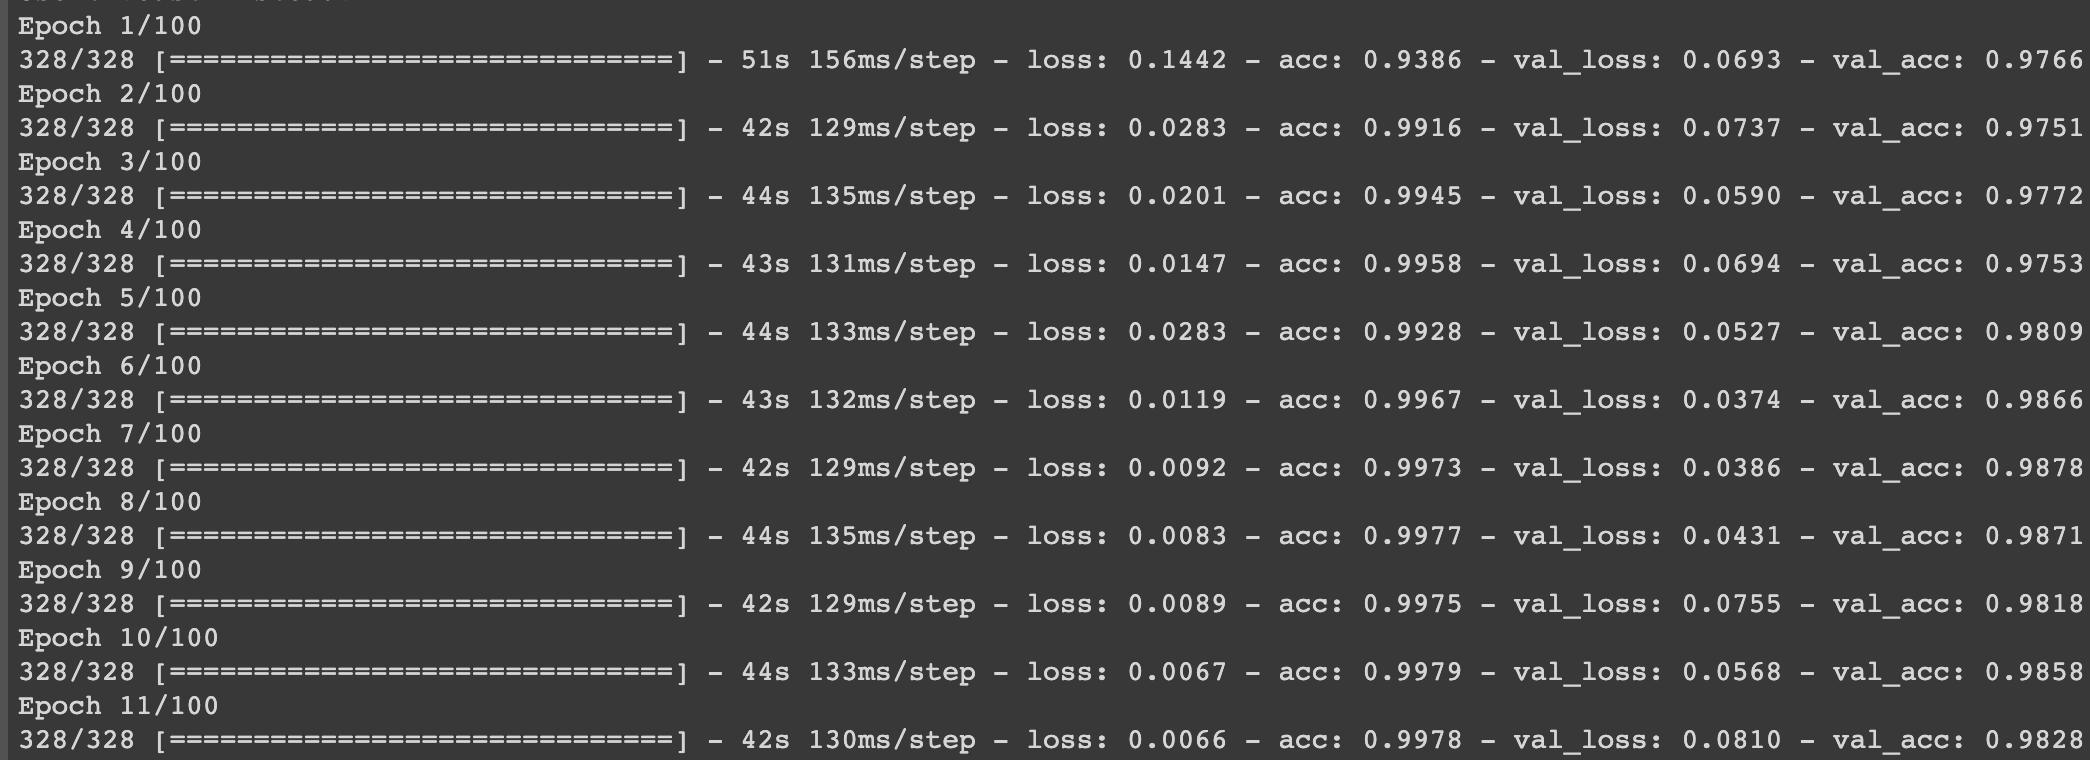 Epoch 1/100
328/328 [==============================] - 51s 156ms/step - loss: 0.1442 - acc: 0.9386 - val_loss: 0.0693 - val_acc: 0.9766
Epoch 2/100
328/328 [==============================] - 42s 129ms/step - loss: 0.0283 - acc: 0.9916 - val_loss: 0.0737 - val_acc: 0.9751
Epoch 3/100
328/328 [==============================] - 44s 135ms/step - loss: 0.0201 - acc: 0.9945 - val_loss: 0.0590 - val_acc: 0.9772
Epoch 4/100
328/328 [==============================] - 43s 131ms/step - loss: 0.0147 - acc: 0.9958 - val_loss: 0.0694 - val_acc: 0.9753
Epoch 5/100
328/328 [==============================] - 44s 133ms/step - loss: 0.0283 - acc: 0.9928 - val_loss: 0.0527 - val_acc: 0.9809
Epoch 6/100
328/328 [==============================] - 43s 132ms/step - loss: 0.0119 - acc: 0.9967 - val_loss: 0.0374 - val_acc: 0.9866
Epoch 7/100
328/328 [==============================] - 42s 129ms/step - loss: 0.0092 - acc: 0.9973 - val_loss: 0.0386 - val_acc: 0.9878
Epoch 8/100
328/328 [==============================] - 44s 135ms/step - loss: 0.0083 - acc: 0.9977 - val_loss: 0.0431 - val_acc: 0.9871
Epoch 9/100
328/328 [==============================] - 42s 129ms/step - loss: 0.0089 - acc: 0.9975 - val_loss: 0.0755 - val_acc: 0.9818
Epoch 10/100
328/328 [==============================] - 44s 133ms/step - loss: 0.0067 - acc: 0.9979 - val_loss: 0.0568 - val_acc: 0.9858
Epoch 11/100
328/328 [==============================] - 42s 130ms/step - loss: 0.0066 - acc: 0.9978 - val_loss: 0.0810 - val_acc: 0.9828